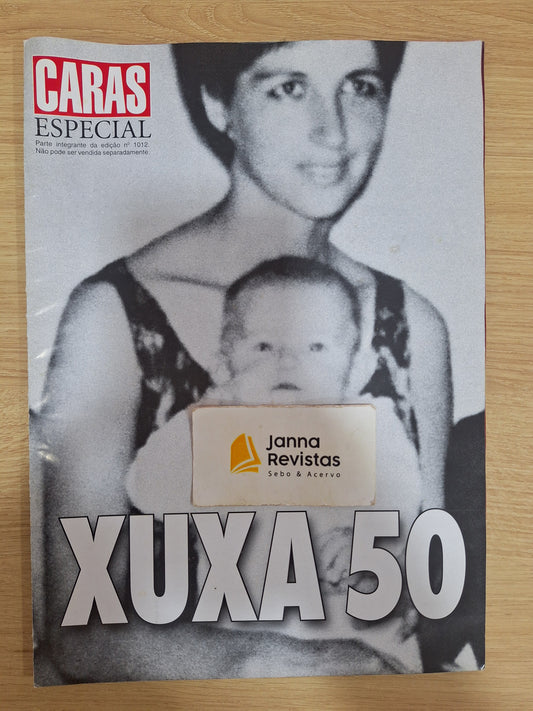 CARAS
ESPECIAL
Parte integrante da edição nº 1012.
Não pode ser vendida separadamente.
Janna
Revistas
Sebo & Acervo
XUXA 50